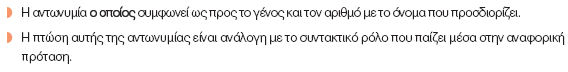 Η αντωνυμία ο οποίος συμφωνεί ως προς το γένος και τον αριθμό με το όνομα που προσδιορίζει.
Η πτώση αυτής της αντωνυμίας είναι ανάλογη με το συντακτικό ρόλο που παίζει μέσα στην αναφορική
πρόταση.